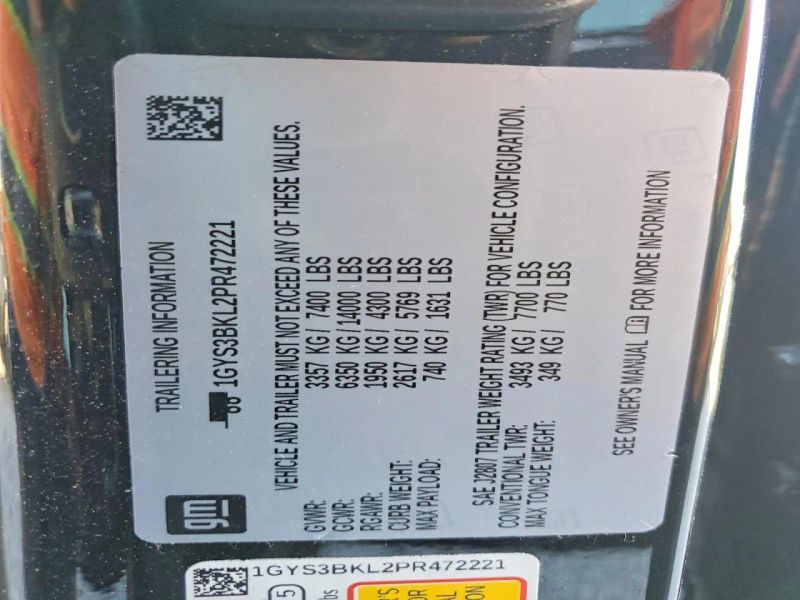 gm
TRAILERING INFORMATION
1GYS3BKL2PR472221
VEHICLE AND TRAILER MUST NOT EXCEED ANY OF THESE VALUES.
GVWR: 3357 KG / 7400 LBS
GCWR: 6350 KG / 14000 LBS
RGAWR: 1950 KG / 4300 LBS
CURB WEIGHT: 2617 KG / 5769 LBS
MAX PAYLOAD: 740 KG / 1631 LBS
SAE J2807 TRAILER WEIGHT RATING (TWR) FOR VEHICLE CONFIGURATION.
CONVENTIONAL TWR: 3493 KG / 7700 LBS
MAX TONGUE WEIGHT: 349 KG / 770 LBS
SEE OWNER'S MANUAL FOR MORE INFORMATION
1GYS3BKL2PR472221
5
lbs